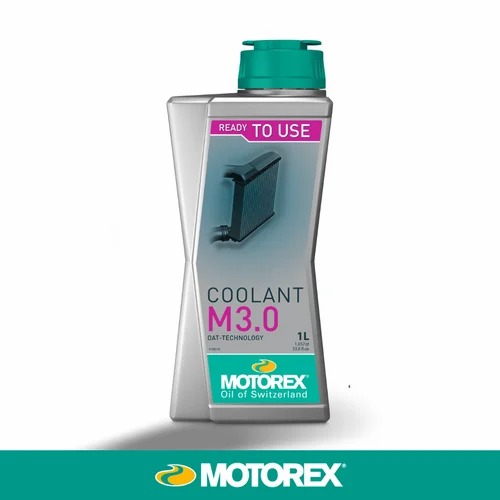 READY TO USE
COOLANT
M3.0
OAT-TECHNOLOGY
1L
MOTOREX
Oil of Switzerland
MOTOREX®